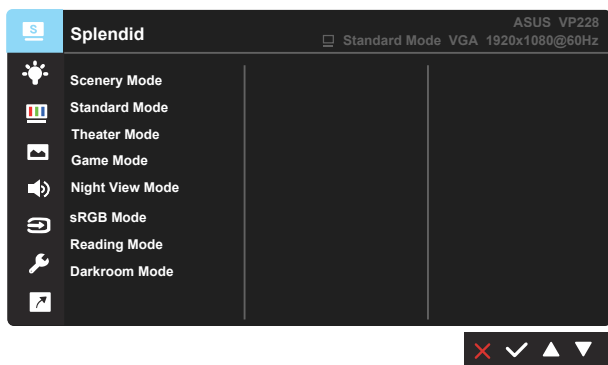 S
Splendid
ASUS VP228
Standard Mode VGA 1920x1080@60Hz
Scenery Mode
Standard Mode
Theater Mode
Game Mode
Night View Mode
sRGB Mode
Reading Mode
Darkroom Mode